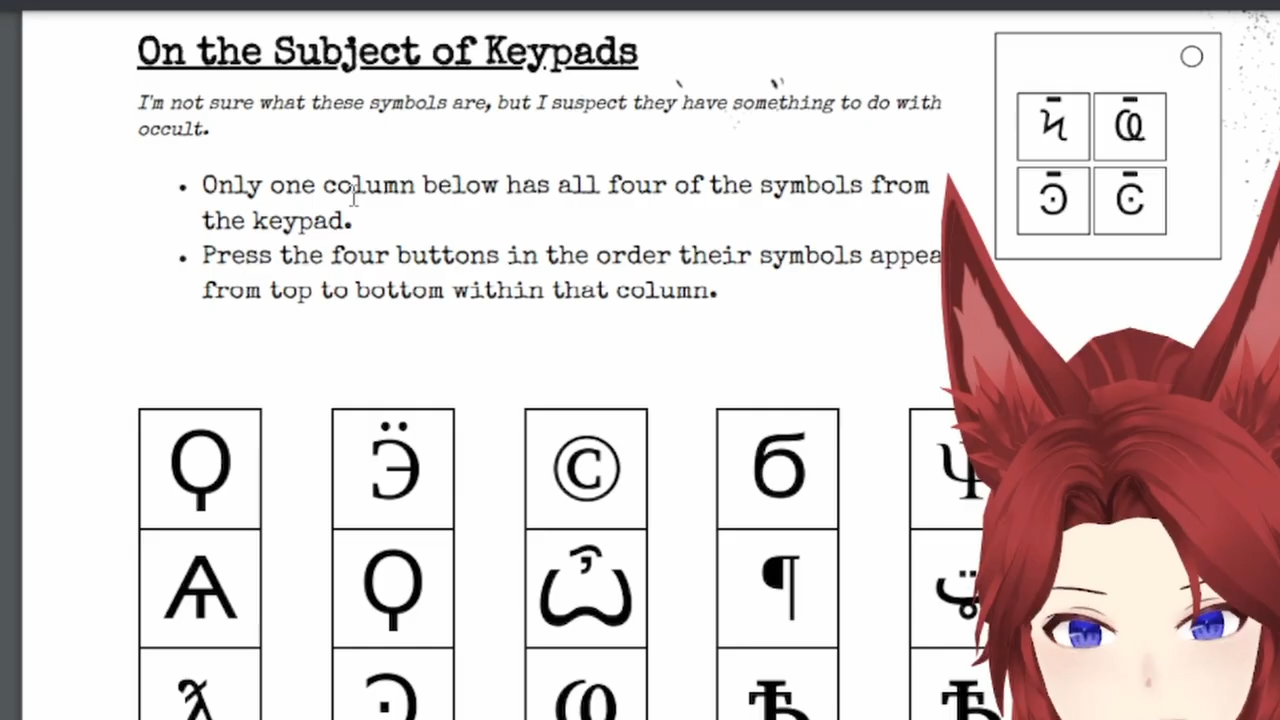 On the Subject of Keypads
I'm not sure what these symbols are, but I suspect they have something to do with
occult.
• Only one column below has all four of the symbols from
the keypad.
• Press the four buttons in the order their symbols appea
from top to bottom within that column.
Ϟ Ҩ
Ͽ Ͼ
Ϙ Ӭ © б Ψ
Ѧ Ϙ Ѽ ¶ ټ
ƛ Ͽ Ҩ Ѣ Ѣ